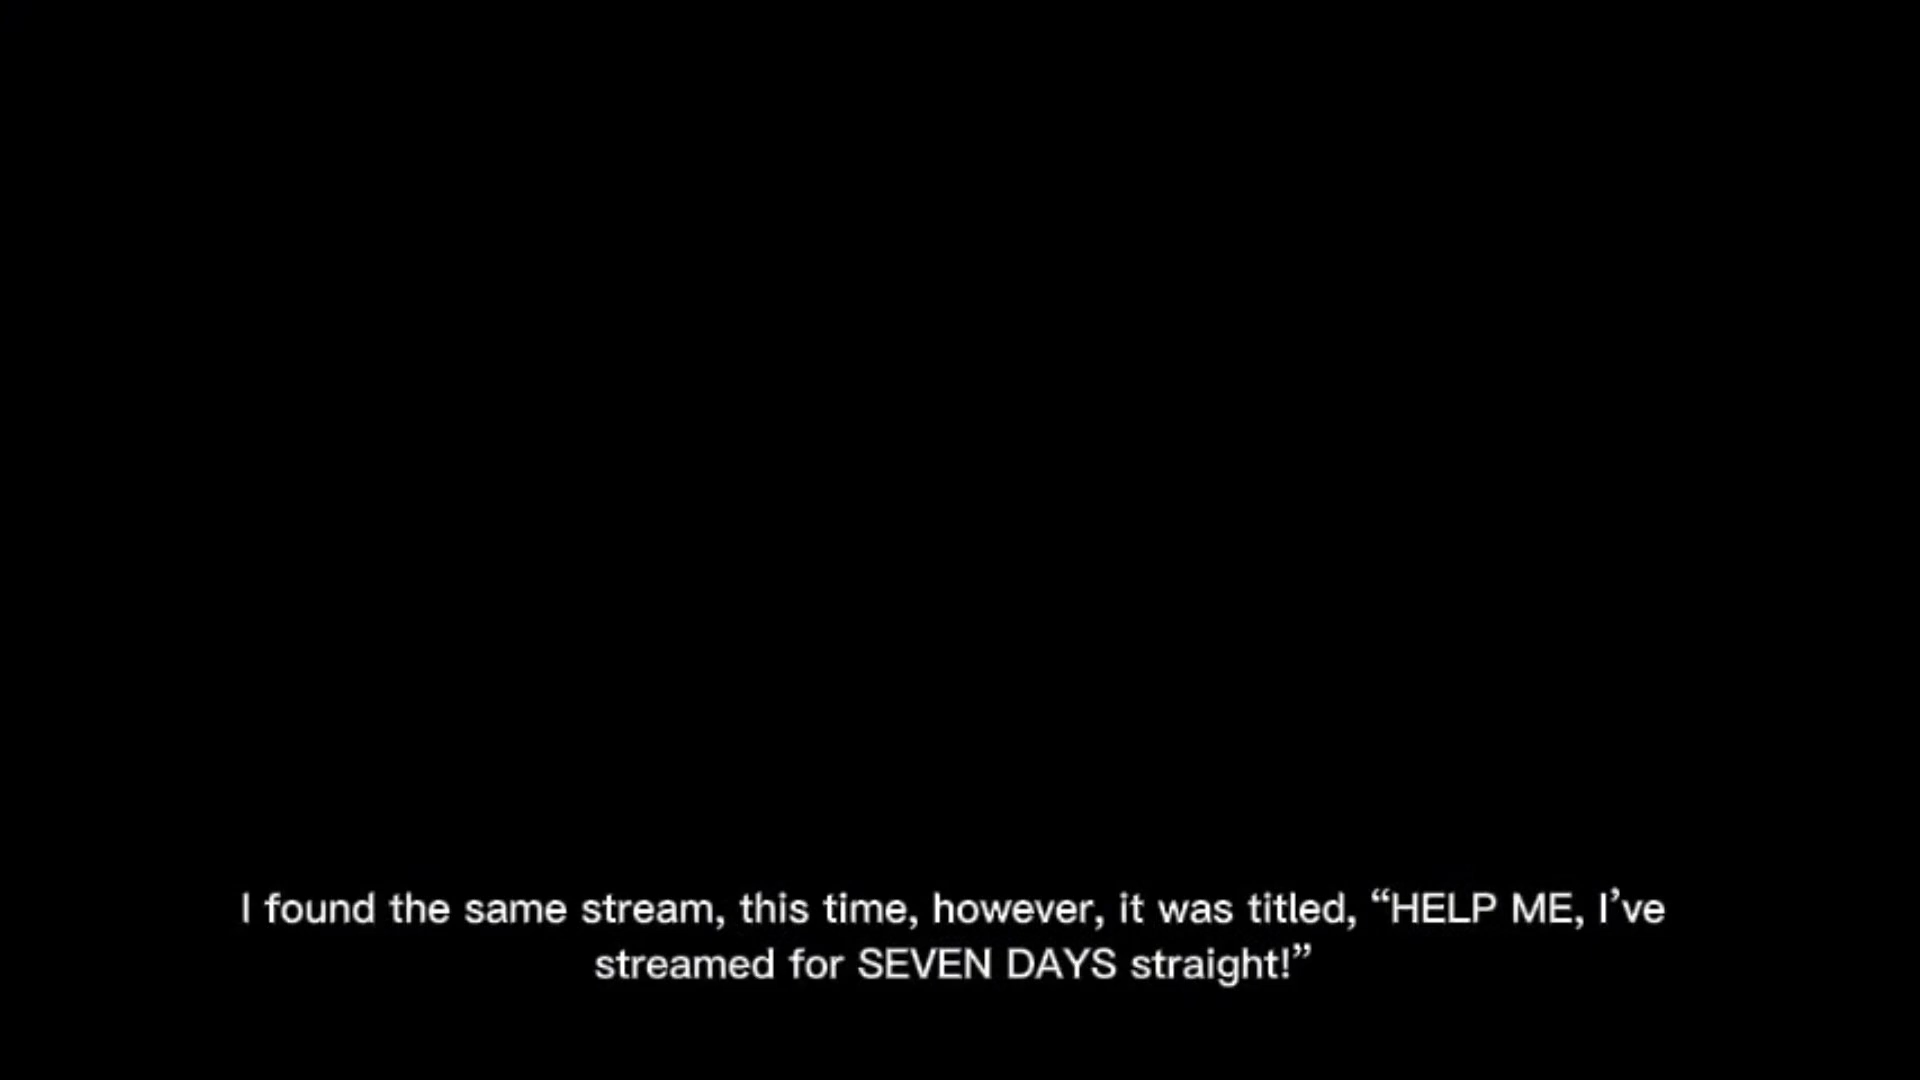 I found the same stream, this time, however, it was titled, “HELP ME, I’ve
streamed for SEVEN DAYS straight!”